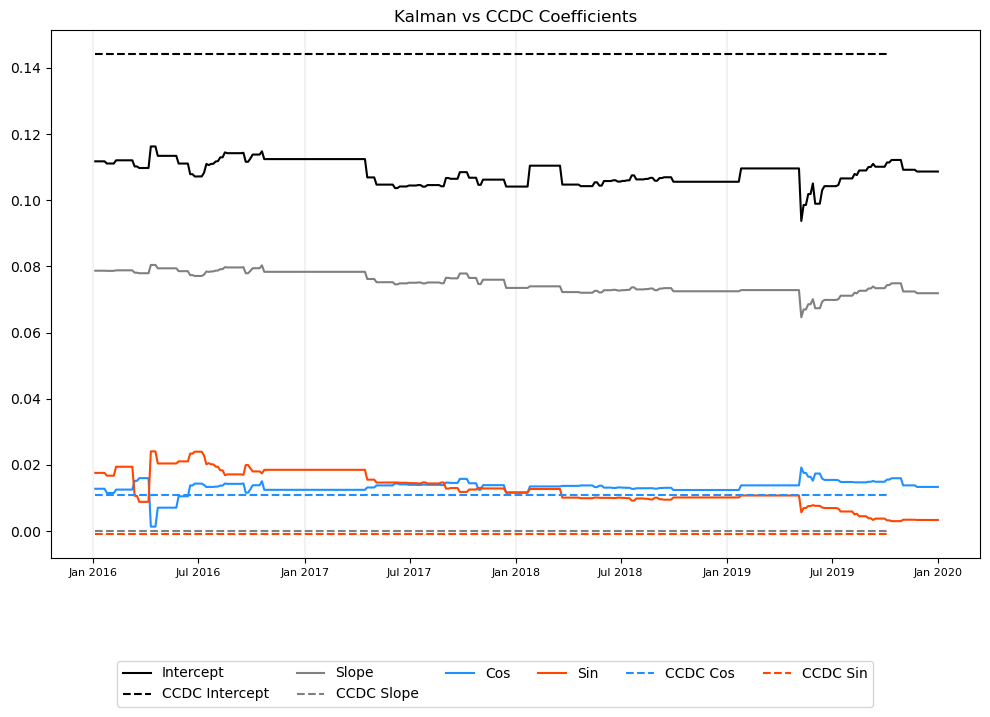 Kalman vs CCDC Coefficients
0.14
0.12
0.10
0.08
0.06
0.04
0.02
0.00
Jan 2016 Jul 2016 Jan 2017 Jul 2017 Jan 2018 Jul 2018 Jan 2019 Jul 2019 Jan 2020
Intercept Slope Cos Sin CCDC Cos CCDC Sin
CCDC Intercept CCDC Slope